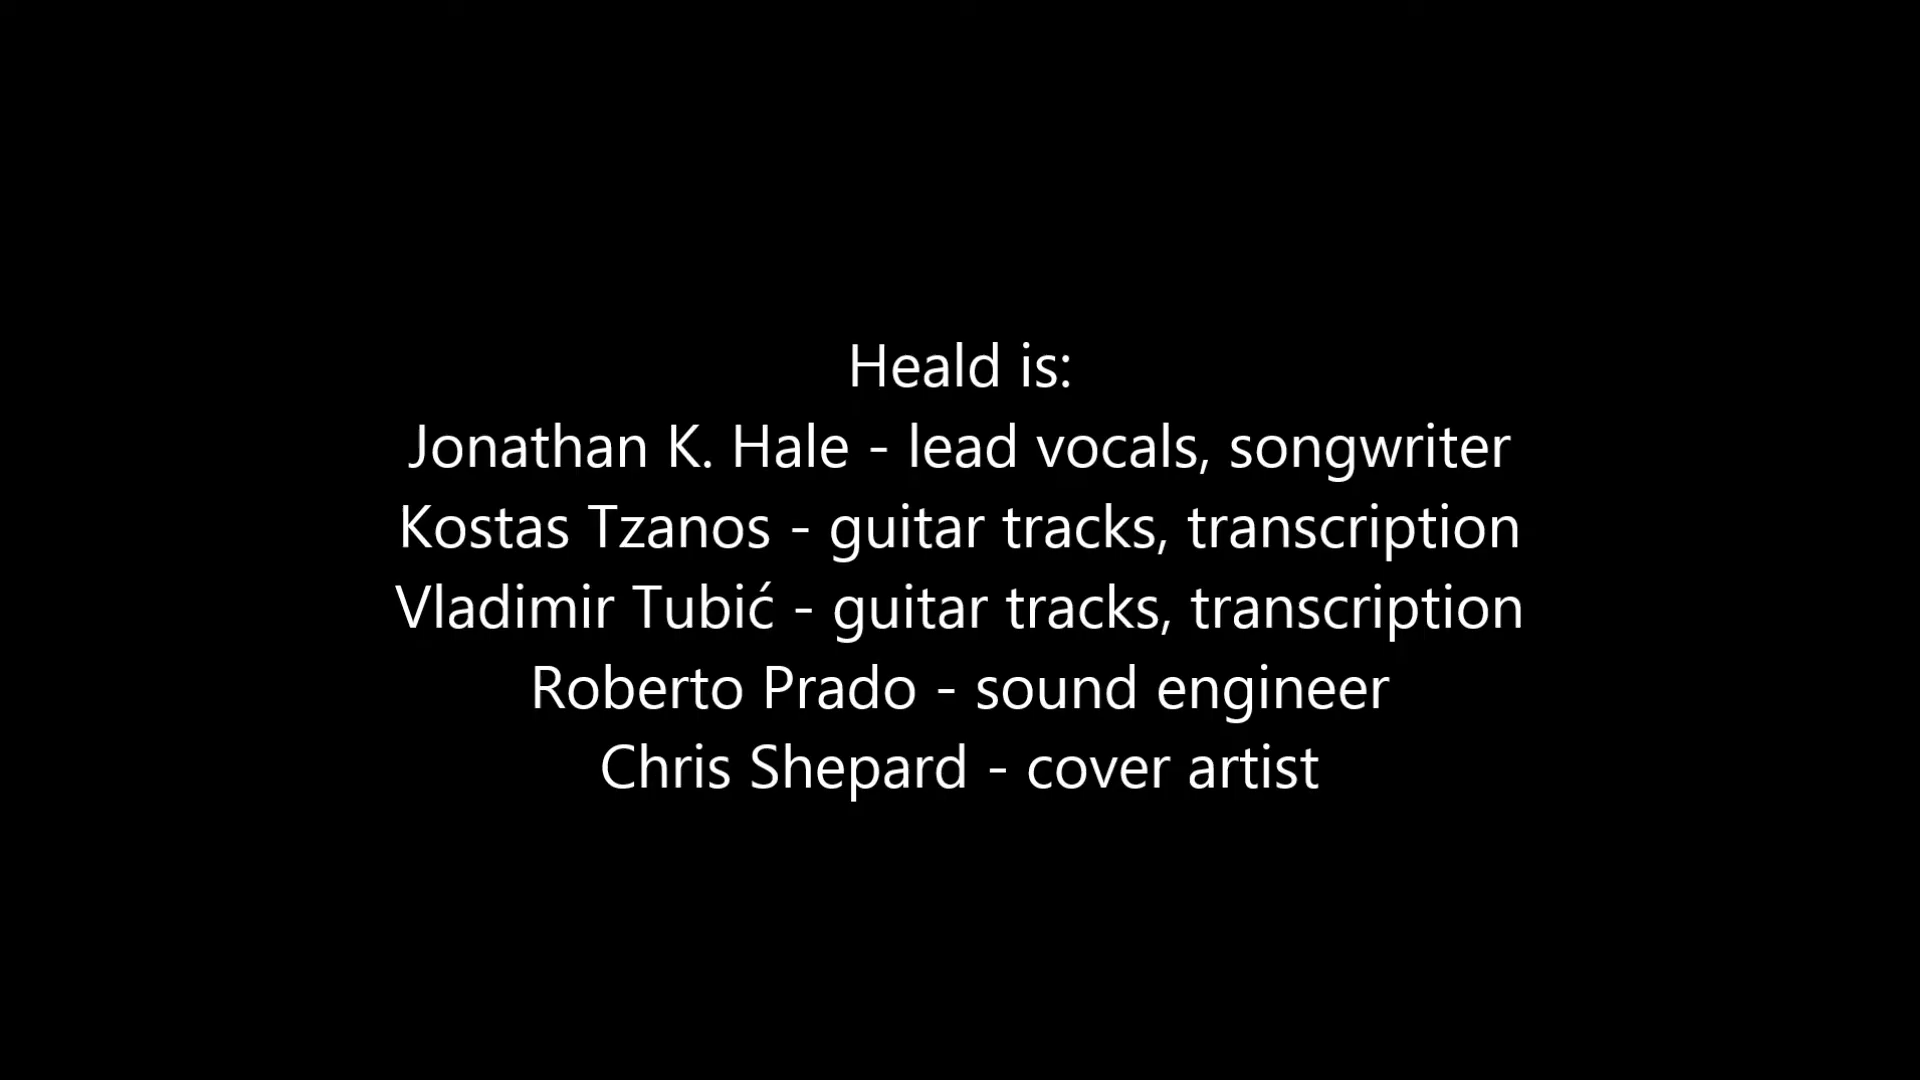 Heald is:
Jonathan K. Hale - lead vocals, songwriter
Kostas Tzanos - guitar tracks, transcription
Vladimir Tubić - guitar tracks, transcription
Roberto Prado - sound engineer
Chris Shepard - cover artist